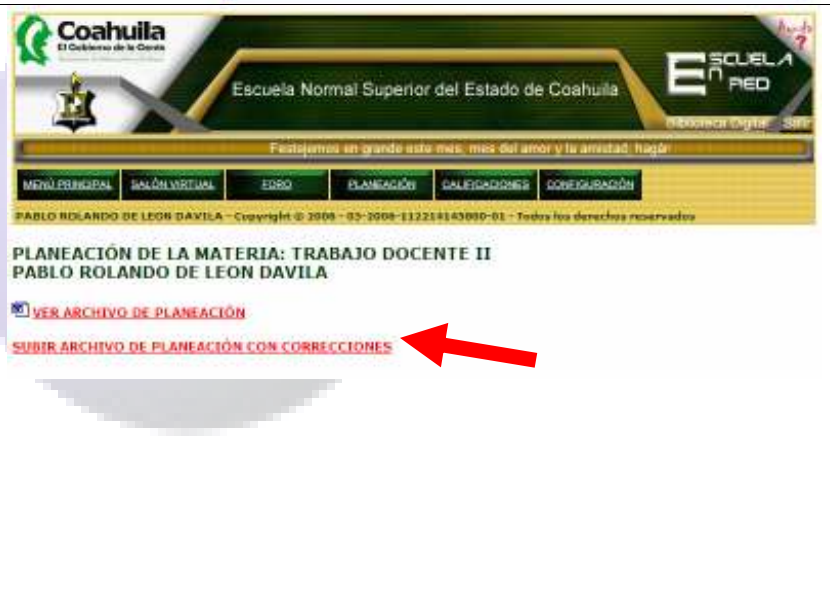 Coahuila
El Gobierno de la Gente
Ayuda
?
Escuela Normal Superior del Estado de Coahuila
ESCUELA
EN RED
Biblioteca Digital Salir
Festejemos en grande este mes, mes del amor y la amistad, hagár
MENÚ PRINCIPAL SALÓN VIRTUAL FORO PLANEACIÓN CALIFICACIONES CONFIGURACIÓN
PABLO ROLANDO DE LEON DAVILA - Copyright © 2006 - 03-2006-112214143800-01 - Todos los derechos reservados
PLANEACIÓN DE LA MATERIA: TRABAJO DOCENTE II
PABLO ROLANDO DE LEON DAVILA
VER ARCHIVO DE PLANEACIÓN
SUBIR ARCHIVO DE PLANEACIÓN CON CORRECCIONES